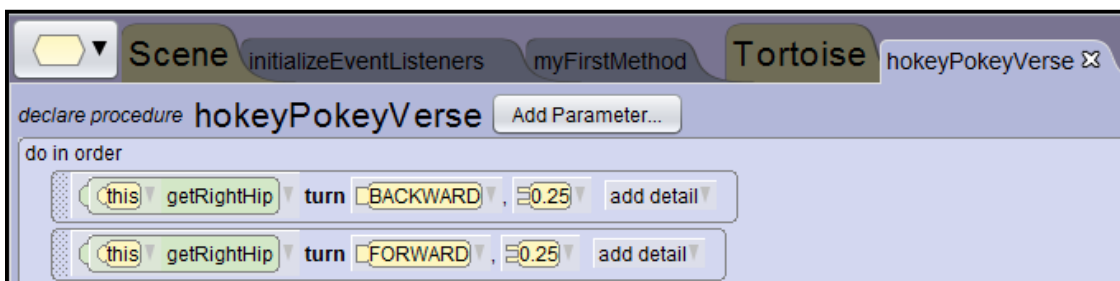 Scene initializeEventListeners myFirstMethod Tortoise hokeyPokeyVerse
declare procedure hokeyPokeyVerse Add Parameter...
do in order
this getRightHip turn BACKWARD , 0.25 add detail
this getRightHip turn FORWARD , 0.25 add detail